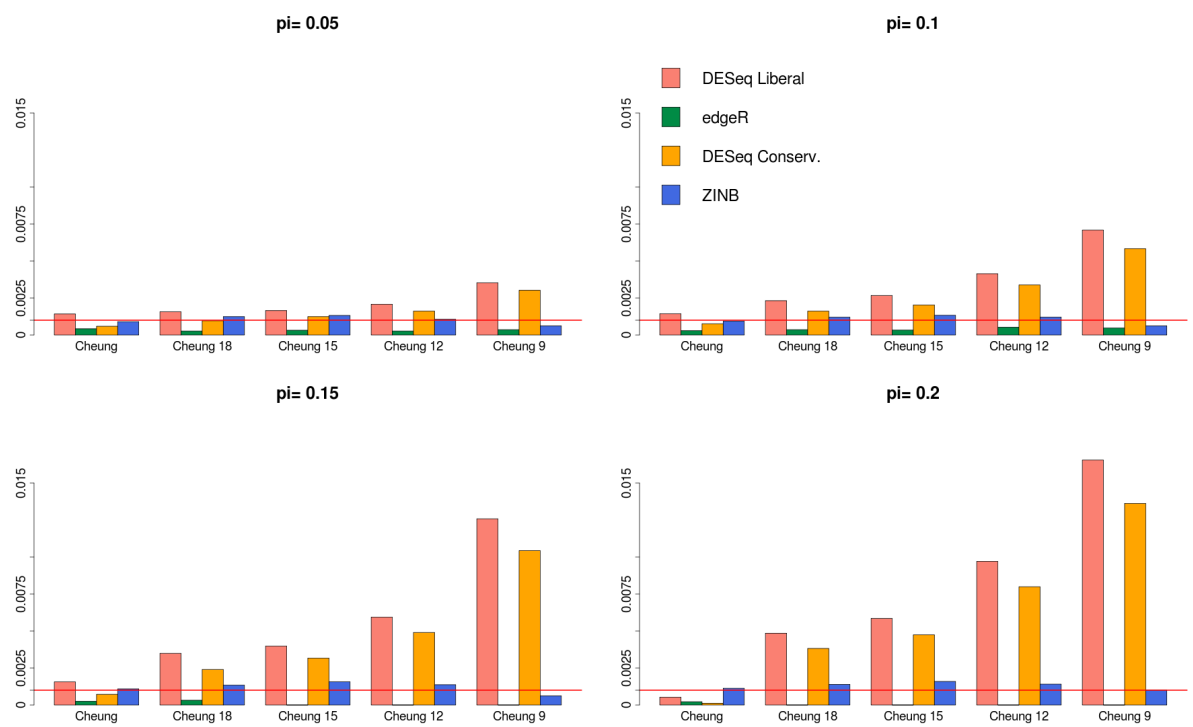 pi= 0.05
0.015
0.0075
0.0025
0
Cheung Cheung 18 Cheung 15 Cheung 12 Cheung 9
pi= 0.1
DESeq Liberal
edgeR
DESeq Conserv.
ZINB
0.015
0.0075
0.0025
0
Cheung Cheung 18 Cheung 15 Cheung 12 Cheung 9
pi= 0.15
0.015
0.0075
0.0025
0
Cheung Cheung 18 Cheung 15 Cheung 12 Cheung 9
pi= 0.2
0.015
0.0075
0.0025
0
Cheung Cheung 18 Cheung 15 Cheung 12 Cheung 9